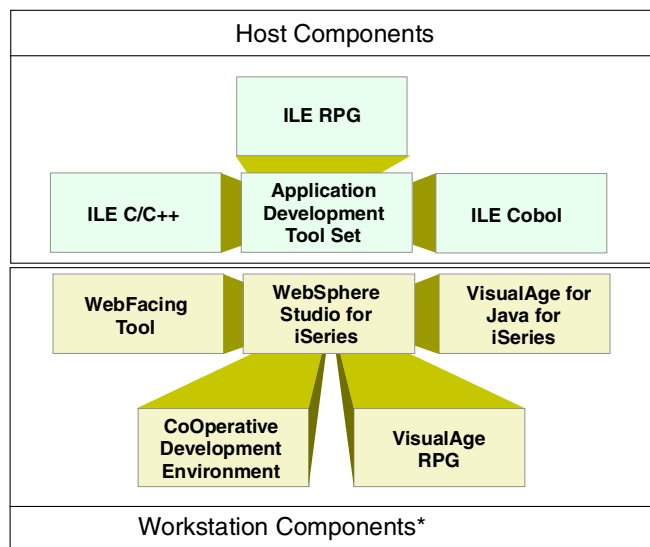 Host Components
ILE RPG
ILE C/C++
Application
Development
Tool Set
ILE Cobol
WebFacing
Tool
WebSphere
Studio for
iSeries
VisualAge for
Java for
iSeries
CoOperative
Development
Environment
VisualAge
RPG
Workstation Components*